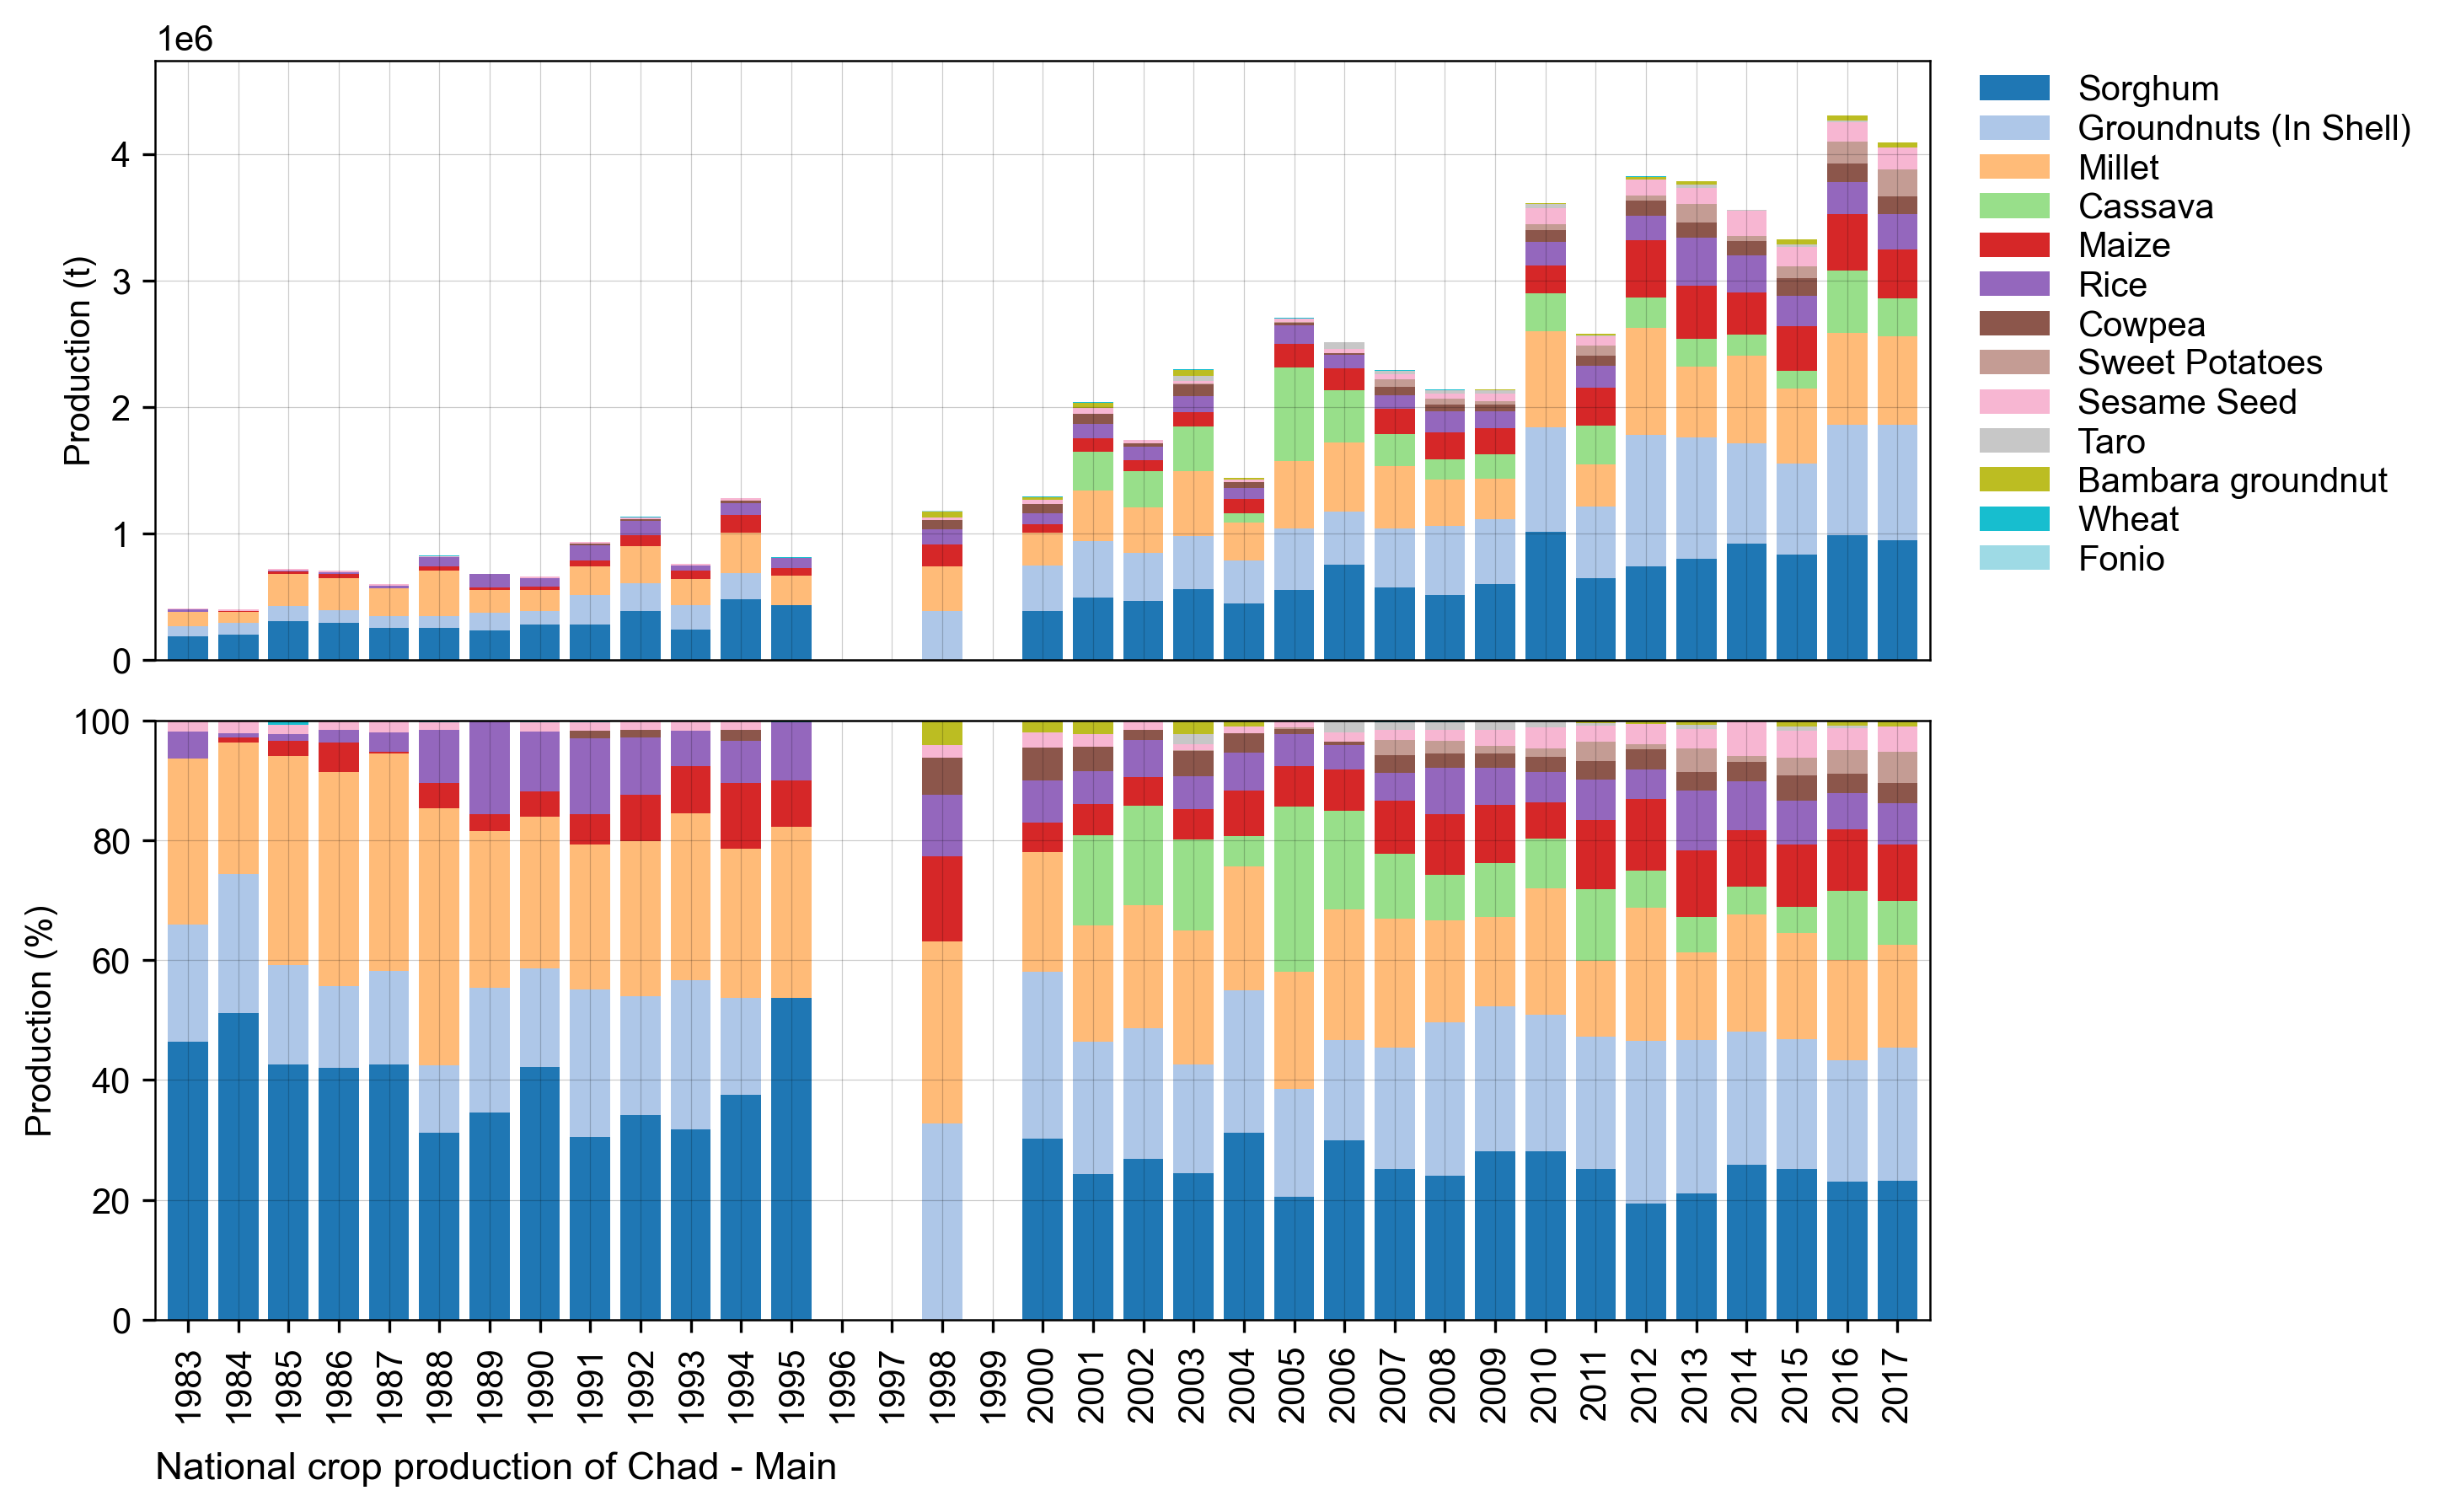 1e6
4
3
2
1
0
Production (t)
Sorghum
Groundnuts (In Shell)
Millet
Cassava
Maize
Rice
Cowpea
Sweet Potatoes
Sesame Seed
Taro
Bambara groundnut
Wheat
Fonio
100
80
60
40
20
0
Production (%)
1983
1984
1985
1986
1987
1988
1989
1990
1991
1992
1993
1994
1995
1996
1997
1998
1999
2000
2001
2002
2003
2004
2005
2006
2007
2008
2009
2010
2011
2012
2013
2014
2015
2016
2017
National crop production of Chad - Main